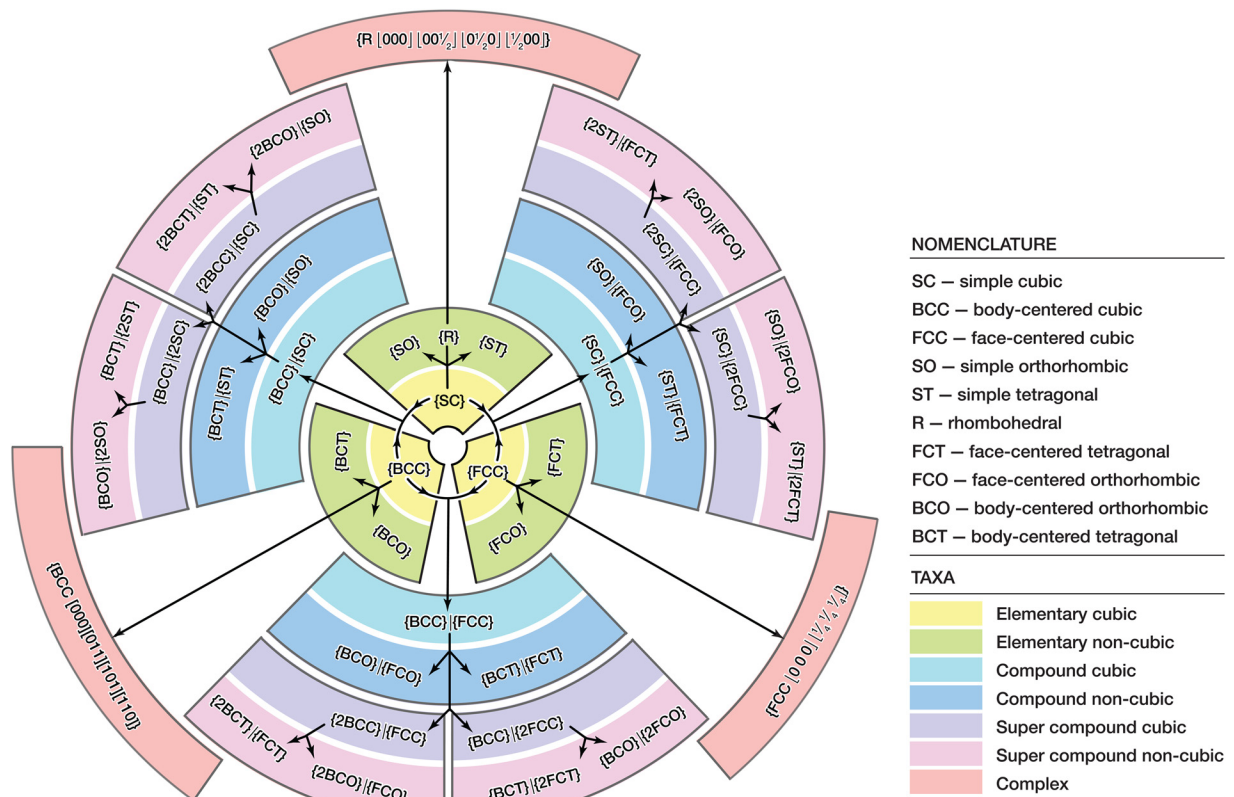 {R [000] [00½] [0½0] [½00]}
{2BCO}|{SO}
{2BCT}|{ST}
{2BCC}|{SC}
{2ST}|{FCT}
{2SO}|{FCO}
{2SC}|{FCC}
{BCO}|{SO}
{BCT}|{ST}
{BCC}|{SC}
{SO}|{FCO}
{ST}|{FCT}
{SC}|{FCC}
{BCT}|{2ST}
{BCO}|{2SO}
{BCC}|{2SC}
{SO}|{2FCO}
{ST}|{2FCT}
{SC}|{2FCC}
{SO}
{R}
{ST}
{SC}
{BCT}
{BCC}
{BCO}
{FCC}
{FCT}
{FCO}
{BCC [000][011][101][110]}
{FCC [000] [¼ ¼ ¼]}
{BCC}|{FCC}
{BCO}|{FCO}
{BCT}|{FCT}
{2BCC}|{FCC}
{BCC}|{2FCC}
{2BCT}|{FCT}
{2BCO}|{FCO}
{BCT}|{2FCT}
{BCO}|{2FCO}
NOMENCLATURE
SC – simple cubic
BCC – body-centered cubic
FCC – face-centered cubic
SO – simple orthorhombic
ST – simple tetragonal
R – rhombohedral
FCT – face-centered tetragonal
FCO – face-centered orthorhombic
BCO – body-centered orthorhombic
BCT – body-centered tetragonal
TAXA
Elementary cubic
Elementary non-cubic
Compound cubic
Compound non-cubic
Super compound cubic
Super compound non-cubic
Complex